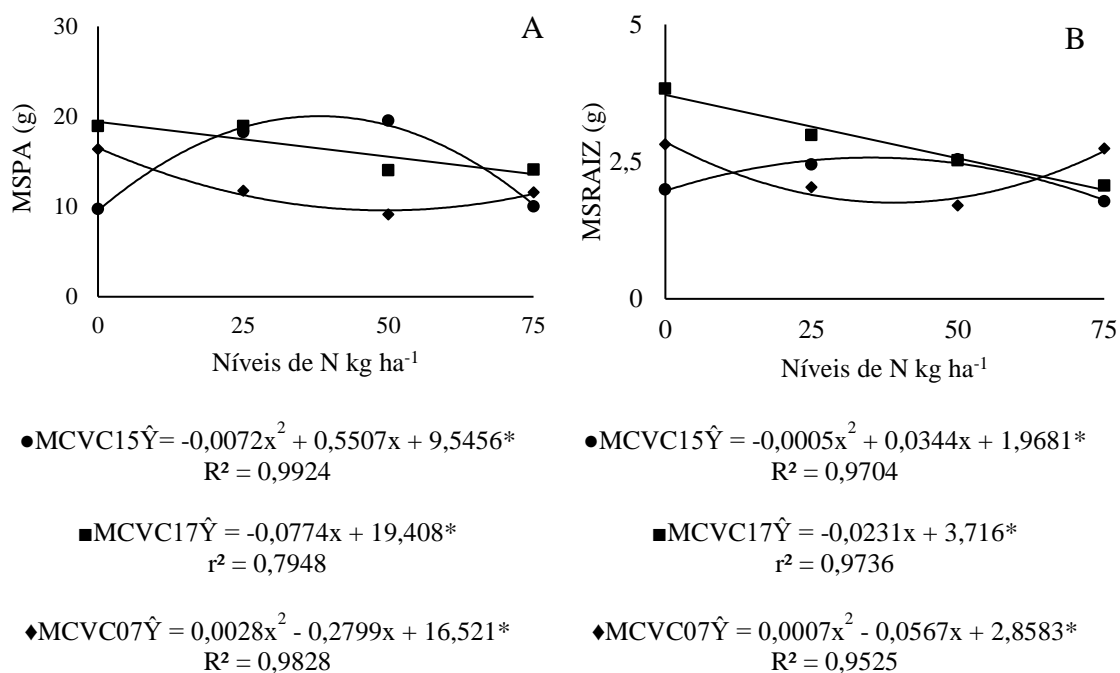 A
30
20
10
0
MSPA (g)
0 25 50 75
Níveis de N kg ha⁻¹
B
5
2,5
0
MSRAIZ (g)
0 25 50 75
Níveis de N kg ha⁻¹
●MCVC15Ŷ= -0,0072x² + 0,5507x + 9,5456*
R² = 0,9924
■MCVC17Ŷ = -0,0774x + 19,408*
r² = 0,7948
♦MCVC07Ŷ = 0,0028x² - 0,2799x + 16,521*
R² = 0,9828
●MCVC15Ŷ = -0,0005x² + 0,0344x + 1,9681*
R² = 0,9704
■MCVC17Ŷ = -0,0231x + 3,716*
r² = 0,9736
♦MCVC07Ŷ = 0,0007x² - 0,0567x + 2,8583*
R² = 0,9525